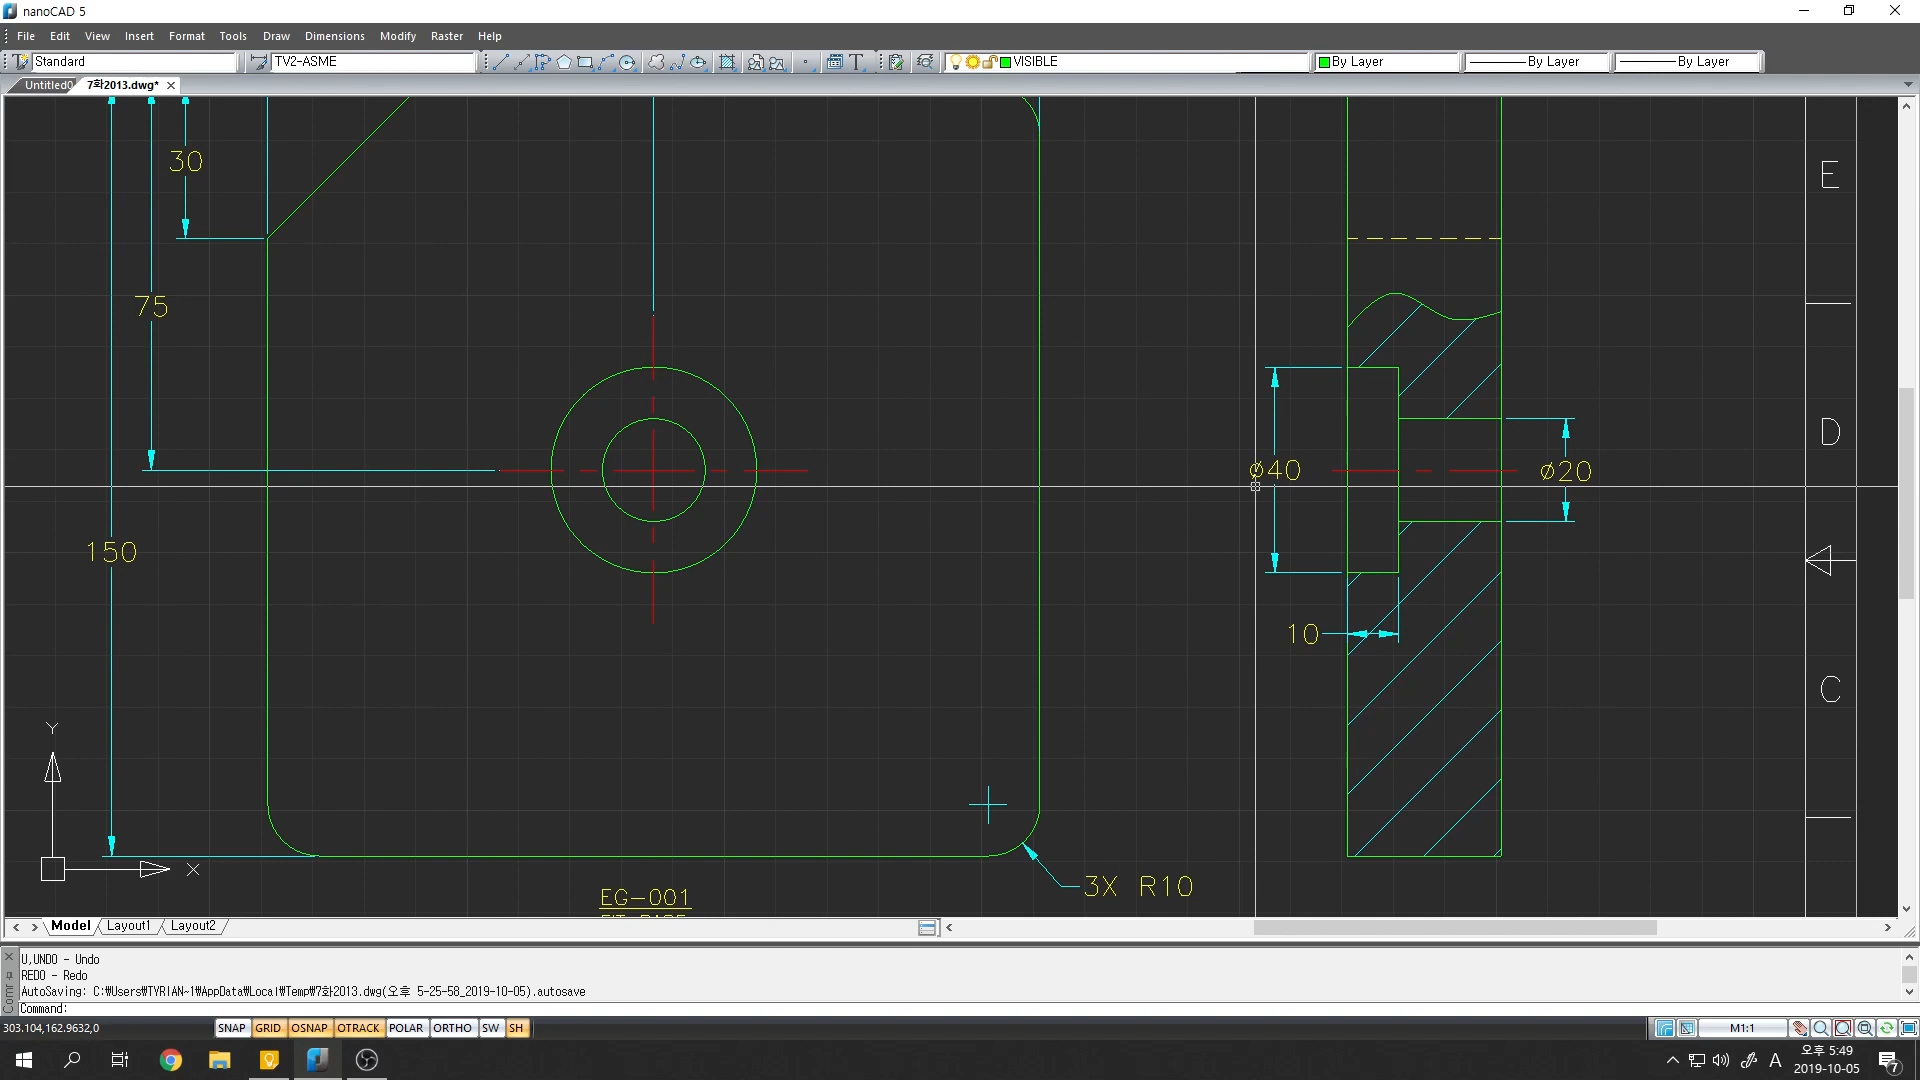 nanoCAD 5
File Edit View Insert Format Tools Draw Dimensions Modify Raster Help
Standard TV2-ASME VISIBLE By Layer By Layer By Layer
Untitled0 7화2013.dwg*
30
E
75
D
ø40 ø20
150
10
C
Y
X
3X R10
EG-001
Model Layout1 Layout2
U,UNDO - Undo
REDO - Redo
AutoSaving: C:₩Users₩TYRIAN~1₩AppData₩Local₩Temp₩7화2013.dwg(오후 5-25-58_2019-10-05).autosave
Command:
303.104,162.9632,0 SNAP GRID OSNAP OTRACK POLAR ORTHO SW SH M1:1
A 오후 5:49
2019-10-05 7